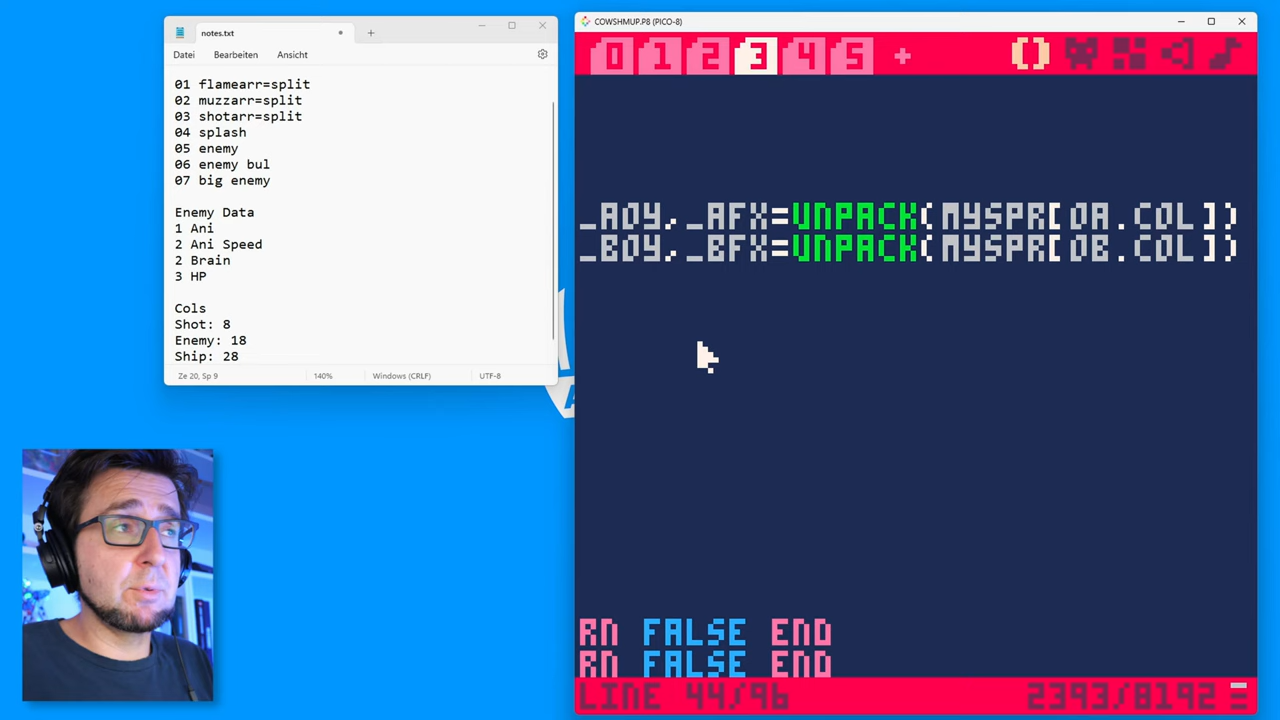 notes.txt
Datei Bearbeiten Ansicht
01 flamearr=split
02 muzzarr=split
03 shotarr=split
04 splash
05 enemy
06 enemy bul
07 big enemy
Enemy Data
1 Ani
2 Ani Speed
2 Brain
3 HP
Cols
Shot: 8
Enemy: 18
Ship: 28
Ze 20, Sp 9 140% Windows (CRLF) UTF-8
COWSHMUP.P8 (PICO-8)
0 1 2 3 4 5 +
_AOY,_AFX=UNPACK(MYSPR[OA.COL])
_BOY,_BFX=UNPACK(MYSPR[OB.COL])
RN FALSE END
RN FALSE END
LINE 44/96 2393/8192